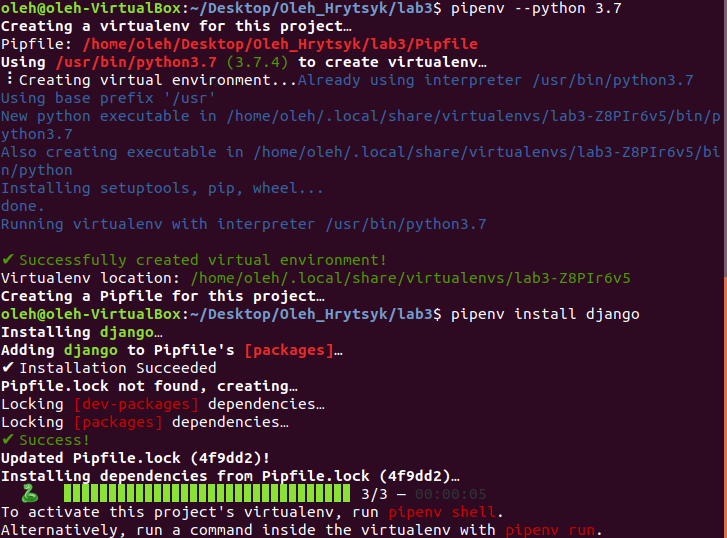 oleh@oleh-VirtualBox:~/Desktop/Oleh_Hrytsyk/lab3$ pipenv --python 3.7
Creating a virtualenv for this project…
Pipfile: /home/oleh/Desktop/Oleh_Hrytsyk/lab3/Pipfile
Using /usr/bin/python3.7 (3.7.4) to create virtualenv…
⠸ Creating virtual environment...Already using interpreter /usr/bin/python3.7
Using base prefix '/usr'
New python executable in /home/oleh/.local/share/virtualenvs/lab3-Z8PIr6v5/bin/p
ython3.7
Also creating executable in /home/oleh/.local/share/virtualenvs/lab3-Z8PIr6v5/bi
n/python
Installing setuptools, pip, wheel...
done.
Running virtualenv with interpreter /usr/bin/python3.7
✔ Successfully created virtual environment!
Virtualenv location: /home/oleh/.local/share/virtualenvs/lab3-Z8PIr6v5
Creating a Pipfile for this project…
oleh@oleh-VirtualBox:~/Desktop/Oleh_Hrytsyk/lab3$ pipenv install django
Installing django…
Adding django to Pipfile's [packages]…
✔ Installation Succeeded
Pipfile.lock not found, creating…
Locking [dev-packages] dependencies…
Locking [packages] dependencies…
✔ Success!
Updated Pipfile.lock (4f9dd2)!
Installing dependencies from Pipfile.lock (4f9dd2)…
3/3 — 00:00:05
To activate this project's virtualenv, run pipenv shell.
Alternatively, run a command inside the virtualenv with pipenv run.